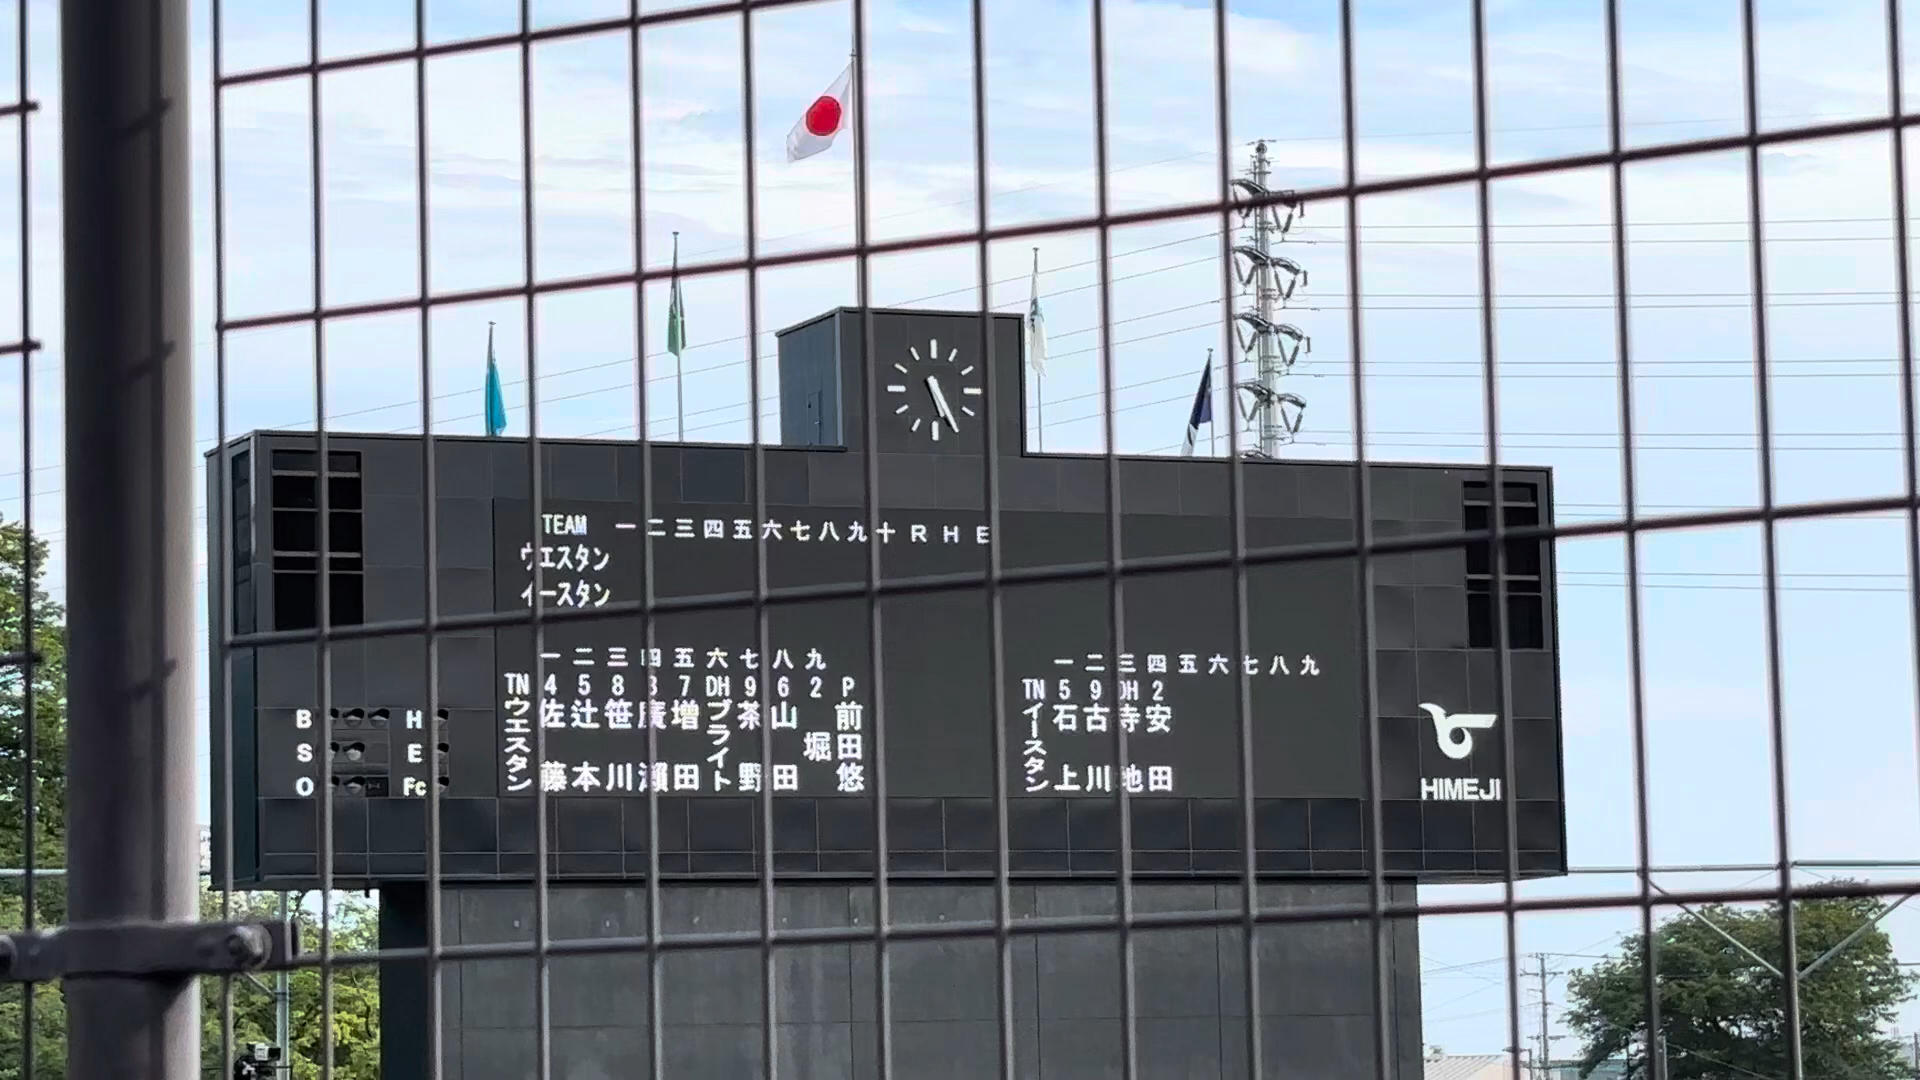 TEAM 一 二 三 四 五 六 七 八 九 十 R H E
ウエスタン
イースタン
一 二 三 四 五 六 七 八 九
TN 4 5 8 3 7 DH 9 6 2 P
ウエスタン 佐藤 辻本 笹川 廣瀬 増田 ブライト 茶野 山田 堀 前田悠
一 二 三 四 五 六 七 八 九
TN 5 9 DH 2
イースタン 石上 古川 寺地 安田
B H
S E
O Fc
HIMEJI